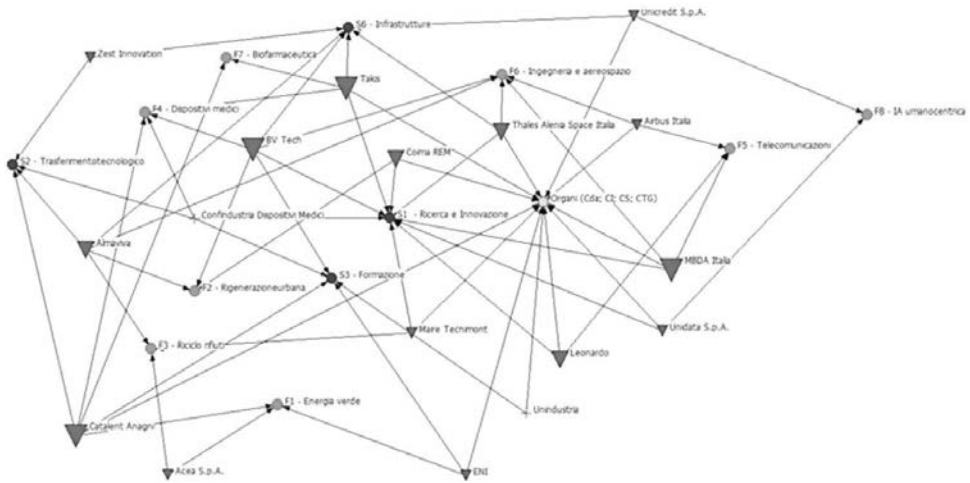 Unicredit S.p.A.
S6 - Infrastrutture
Zest Innovation
F7 - Biofarmaceutica
F6 - Ingegneria e aereospazio
Takis
F4 - Dispotivi medici
F8 - IA umanocentrica
Thales Alenia Space Italia
Airbus Italia
BV Tech
F5 - Telecomunicazioni
Coima REM
S2 - Trasferimentotecnologico
Organi (Cda; CI; CS; CTG)
Confindustria Dispotivi Medici
S1 - Ricerca e Innovazione
Almaviva
MBDA Italia
S3 - Formazione
F2 - Rigenerazioneurbana
Maire Tecnimont
Unidata S.p.A.
F3 - Riciclo rifiuti
Leonardo
F1 - Energia verde
Unindustria
Catalent Anagni
Acea S.p.A.
ENI